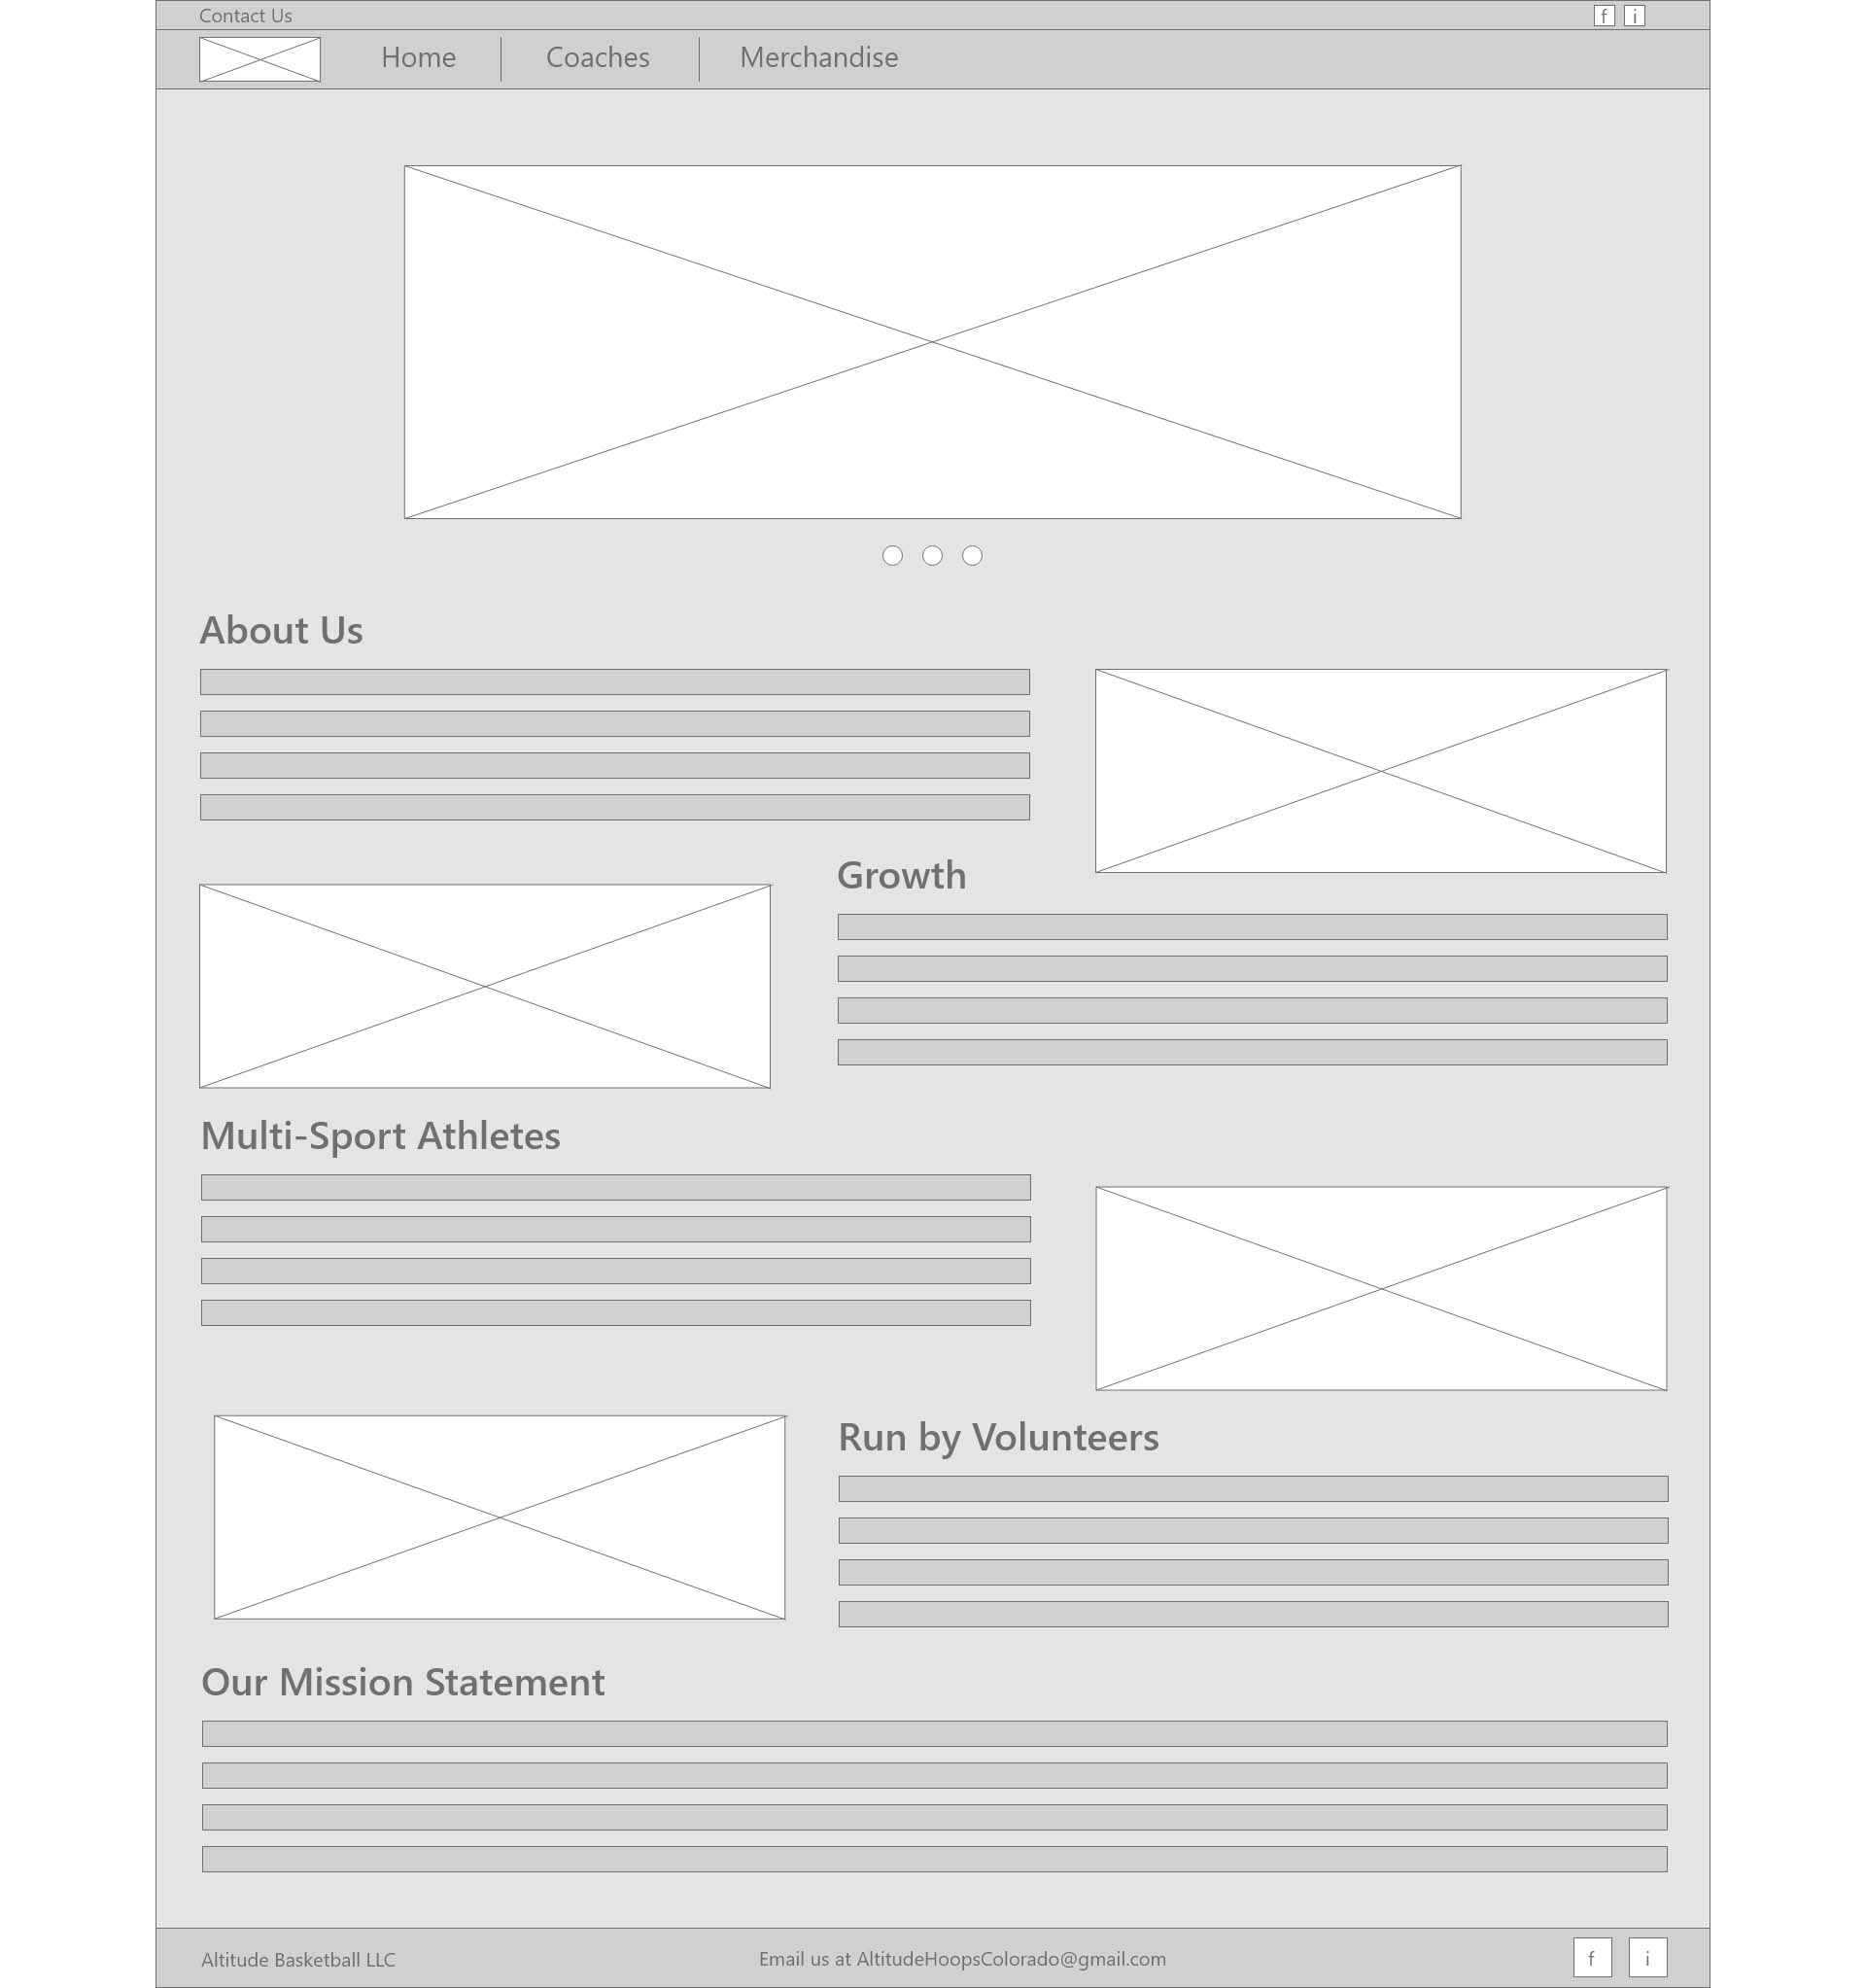 Contact Us
f i
Home Coaches Merchandise
About Us
Growth
Multi-Sport Athletes
Run by Volunteers
Our Mission Statement
Altitude Basketball LLC Email us at AltitudeHoopsColorado@gmail.com f i